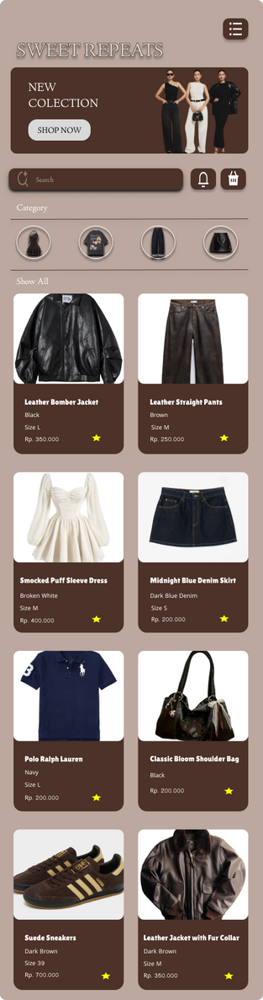 SWEET REPEATS
NEW
COLECTION
SHOP NOW
Search
Category
Show All
Leather Bomber Jacket
Black
Size L
Rp. 350.000
Leather Straight Pants
Brown
Size M
Rp. 250.000
Smocked Puff Sleeve Dress
Broken White
Size M
Rp. 400.000
Midnight Blue Denim Skirt
Dark Blue Denim
Size S
Rp. 200.000
3
Polo Ralph Lauren
Navy
Size L
Rp. 200.000
Classic Bloom Shoulder Bag
Black
Rp. 200.000
Suede Sneakers
Dark Brown
Size 39
Rp. 700.000
Leather Jacket with Fur Collar
Dark Brown
Size M
Rp. 350.000